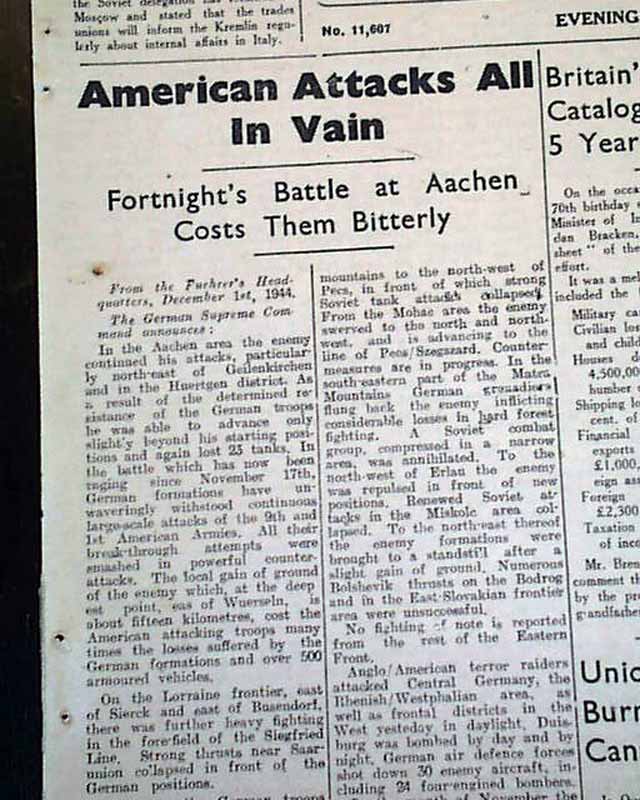 the Soviet delegation has
Moscow and stated that the trades
unions will inform the Kremlin regu-
lerly about internal affairs in Italy.
No. 11,607
EVENING
American Attacks All
In Vain
Fortnight's Battle at Aachen
Costs Them Bitterly
From the Fuehrer's Head-
quarters, December 1st, 1944.
The German Supreme Com-
mand announces:
In the Aachen area the enemy
continued his attacks, particular-
ly north-east of Geilenkirchen
and in the Huertgen district. As
a result of the determined re-
sistance of the German troops
he was able to advance only
slight'y beyond his starting posi-
tions and again lost 23 tanks. In
the battle which has now been
raging since November 17th,
German formations have un-
waveringly withstood continuous
large-scale attacks of the 9th and
1st American Armies. All their
break-through attempts were
smashed in powerful counter-
attacks. The local gain of ground
of the enemy which, at the deep
est point, eas of Wuerseln, is
about fifteen kilometres, cost the
American attacking troops many
times the losses suffered by the
German formations and over 500
armoured vehicles.
On the Lorraine frontier, east
of Sierck and east of Busendorf,
there was further heavy fighting
in the fore-field of the Siegfried
Line. Strong thrusts near Saar-
union collapsed in front of the
German positions.
German troops
mountains to the north-west of
Pecs, in front of which strong
Soviet tank attacks collapsed.
From the Mohac area the enemy
swerved to the north and north-
west, and is advancing to the
line of Pecs/Szegszard. Counter-
measures are in progress. In the
south-eastern part of the Matra
Mountains German grenadiers
flung back the enemy inflicting
considerable losses in hard forest
fighting. A Soviet combat
group, compressed in a narrow
area, was annihilated. To the
north-west of Erlau the enemy
was repulsed in front of new
positions. Renewed Soviet at-
tacks in the Miskolc area col-
lapsed. To the north-east thereof
the enemy formations were
brought to a standst'll after a
slight gain of ground. Numerous
Bolshevik thrusts on the Bodrog
and in the East-Slovakian frontier
area were unsuccessful.
No fighting of note is reported
from the rest of the Eastern
Front.
Anglo/American terror raiders
attacked Central Germany, the
Rhenish/Westphalian area, as
well as frontal districts in the
West yesteday in daylight. Duis-
burg was bombed by day and by
night. German air defence forces
shot down 30 enemy aircraft, in-
cluding 24 four-engined bombers.
of November the
Britain'
Catalog
5 Year
On the occa
70th birthday
Minister of In
dan Bracken,
sheet" of the
effort.
It was a mel
included the
Military ca
Civilian lo
and child
Houses d
4,500,00
humber
Shipping lo
cent. of
Financial
exports
£1,000.
eign ass
Foreign
£2,300
Taxation
of inco
Mr. Bren
comment t
by the pr
grandfather
Unic
Burn
Can